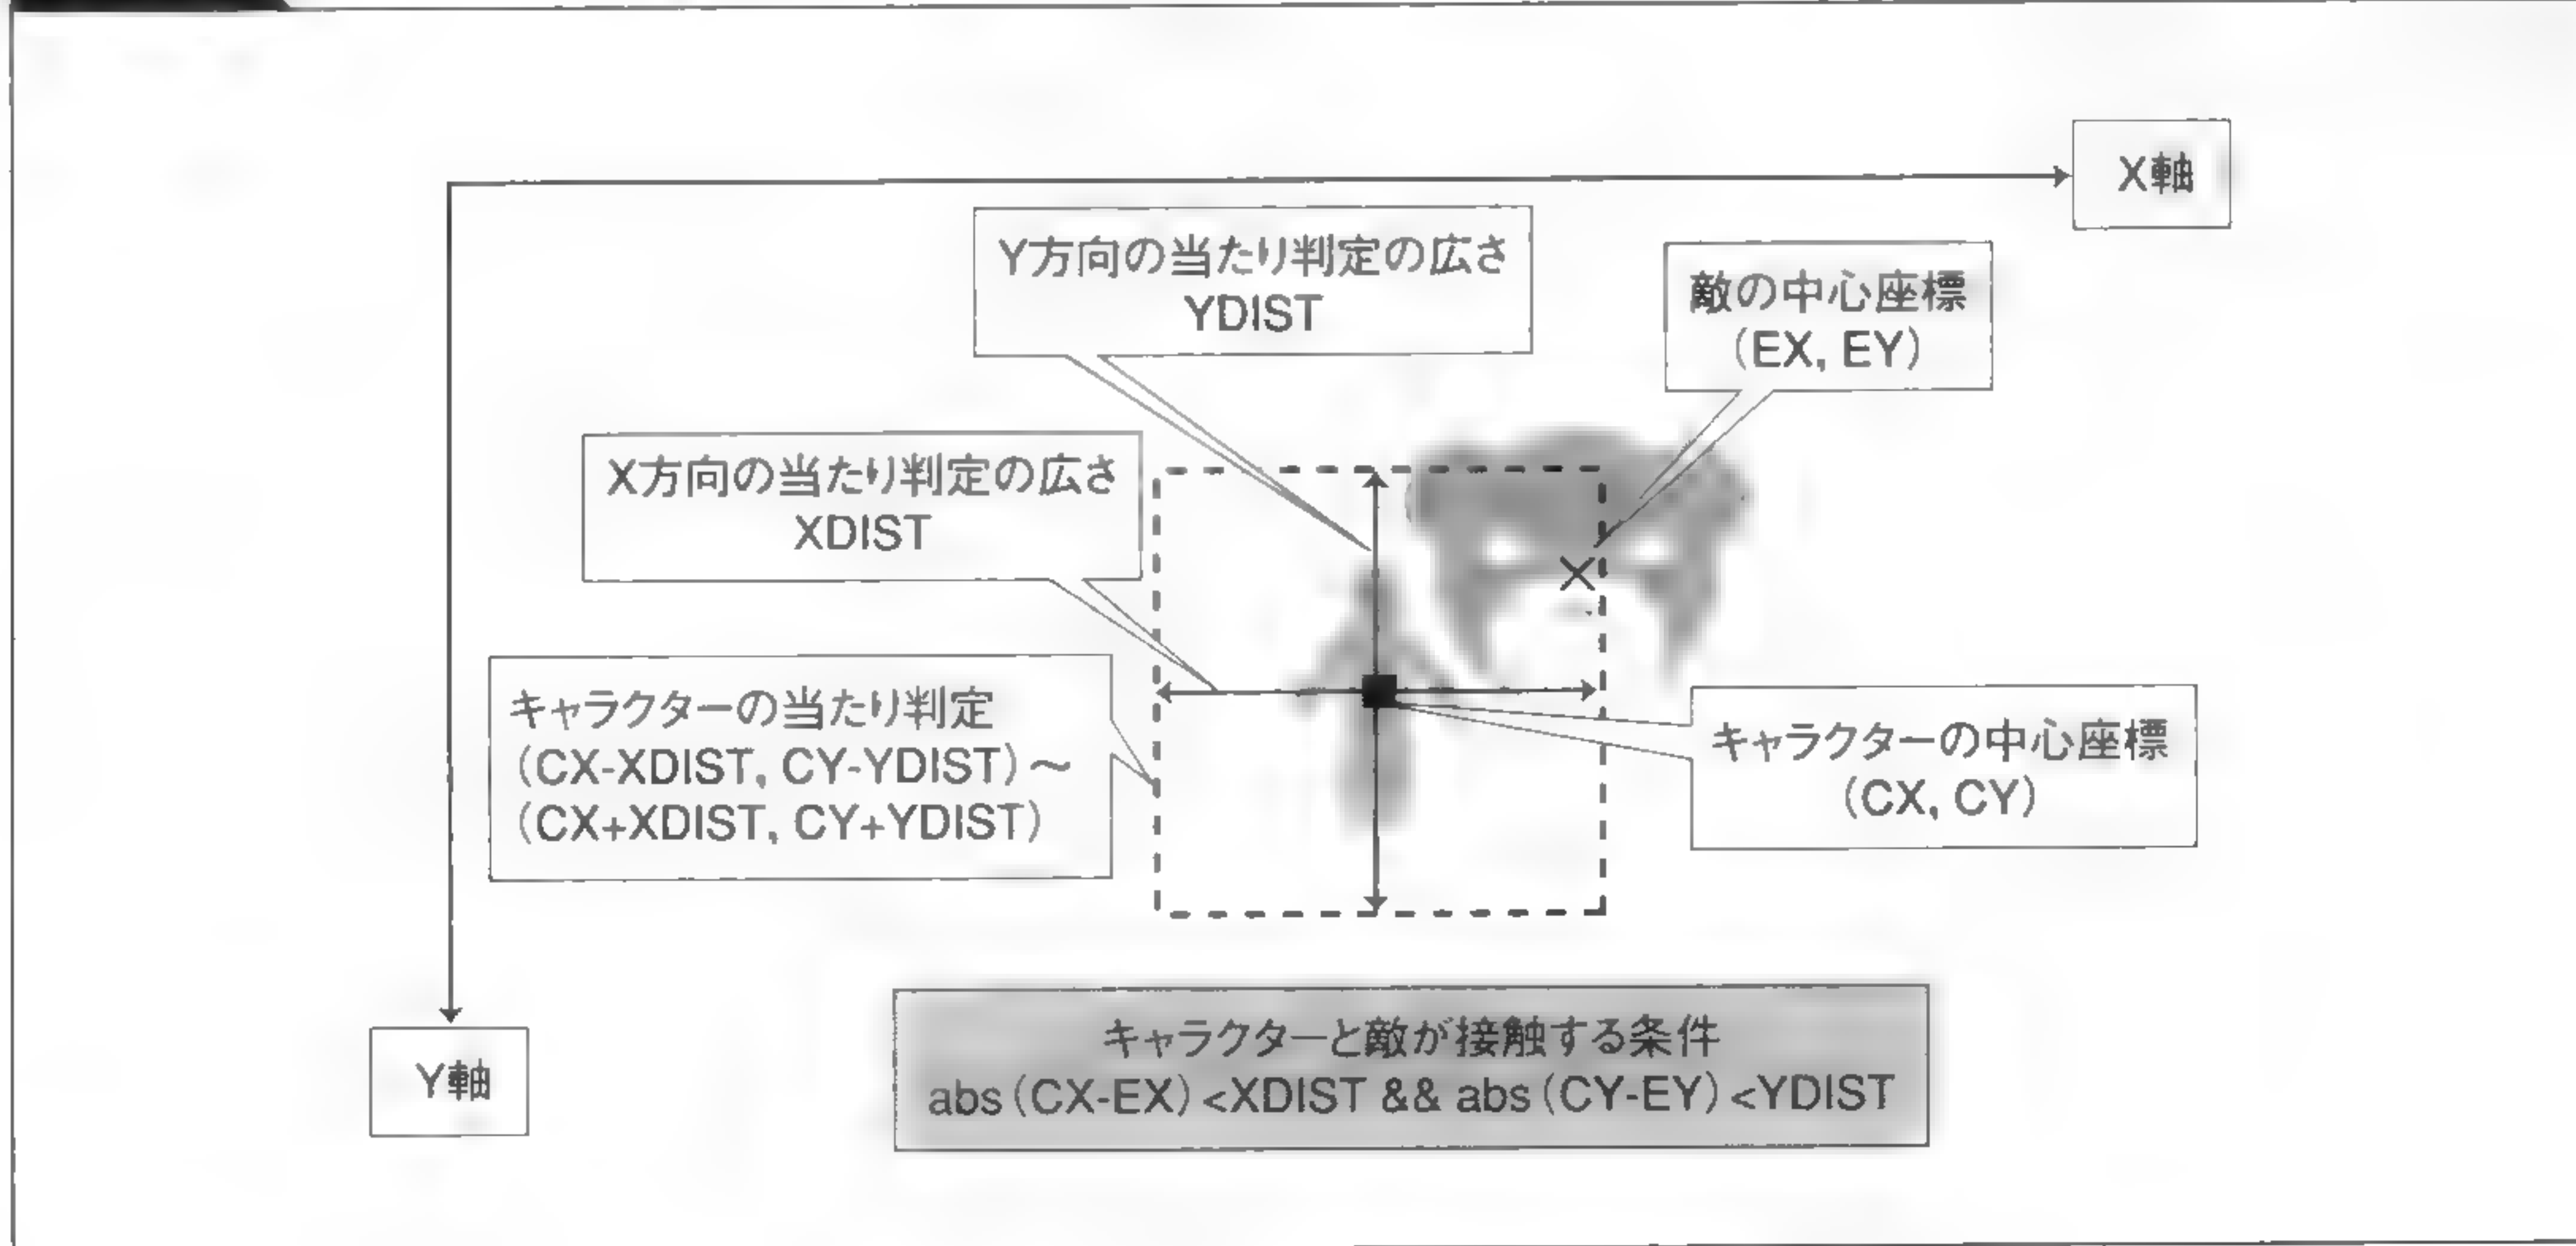 X軸
Y方向の当たり判定の広さ
YDIST
敵の中心座標
(EX, EY)
X方向の当たり判定の広さ
XDIST
キャラクターの当たり判定
(CX-XDIST, CY-YDIST)～
(CX+XDIST, CY+YDIST)
キャラクターの中心座標
(CX, CY)
Y軸
キャラクターと敵が接触する条件
abs(CX-EX)<XDIST && abs(CY-EY)<YDIST